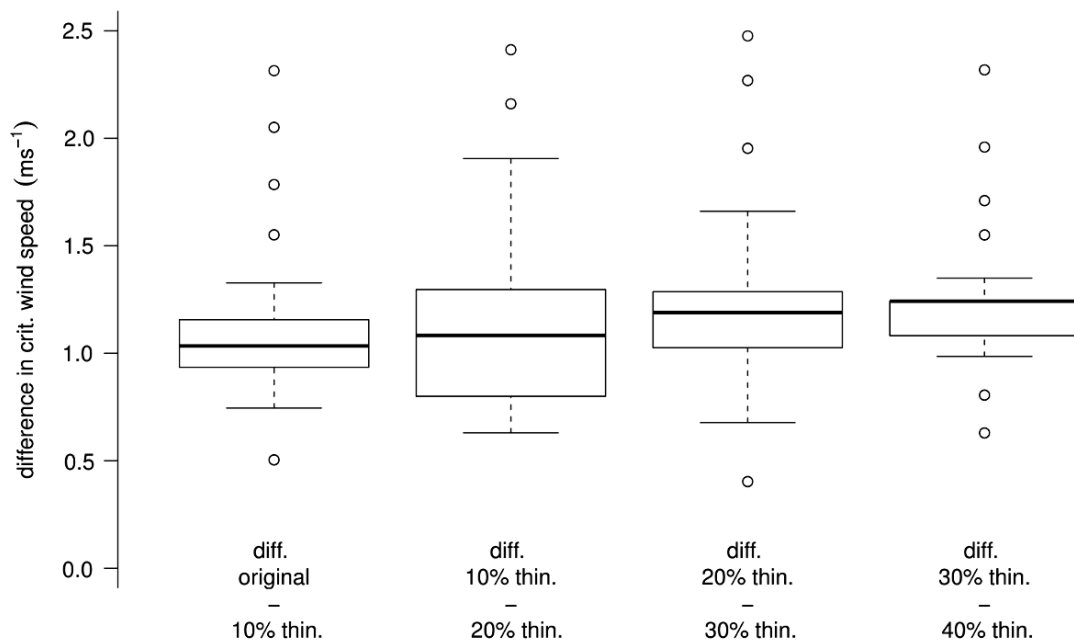 difference in crit. wind speed (ms⁻¹)
2.5
2.0
1.5
1.0
0.5
0.0
diff.
original
–
10% thin.
diff.
10% thin.
–
20% thin.
diff.
20% thin.
–
30% thin.
diff.
30% thin.
–
40% thin.